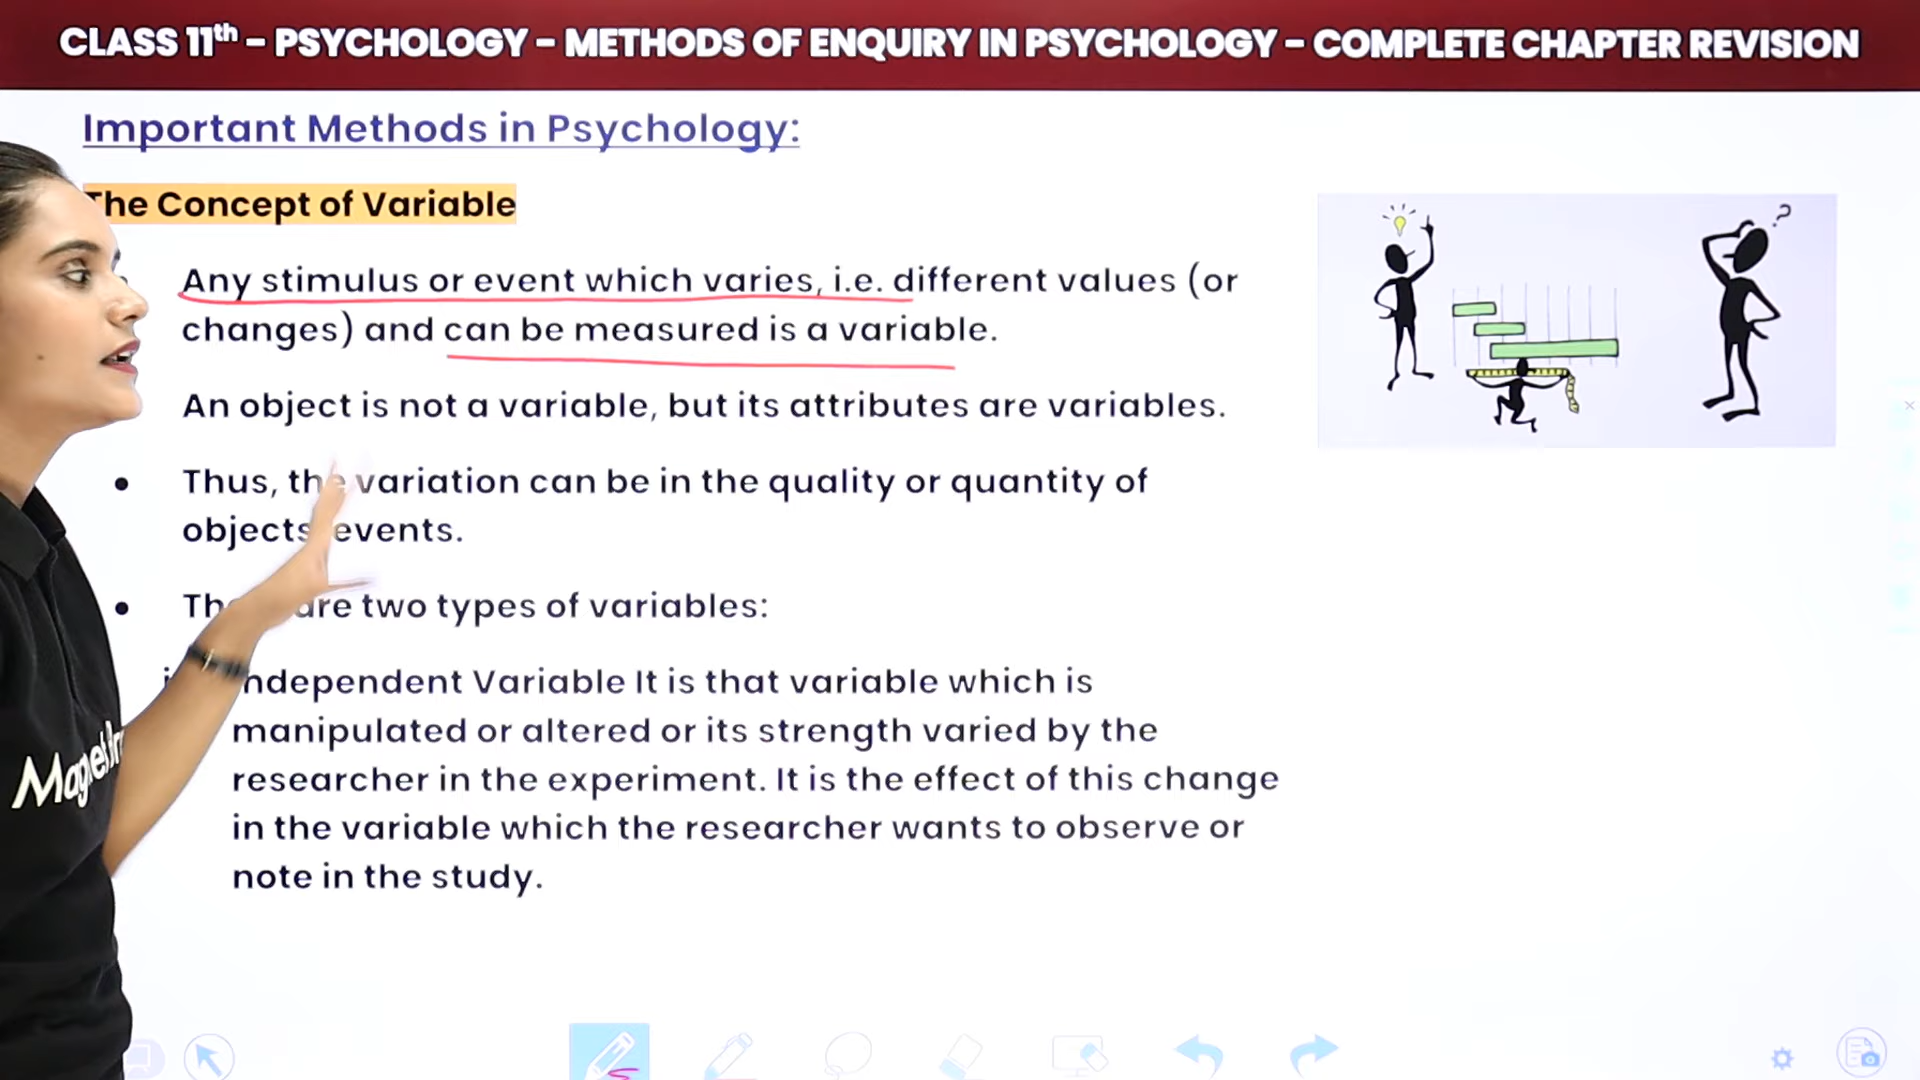 CLASS 11th – PSYCHOLOGY – METHODS OF ENQUIRY IN PSYCHOLOGY – COMPLETE CHAPTER REVISION
Important Methods in Psychology:
The Concept of Variable
Any stimulus or event which varies, i.e. different values (or
changes) and can be measured is a variable.
An object is not a variable, but its attributes are variables.
• Thus, the variation can be in the quality or quantity of
objects events.
• are two types of variables:
Variable It is that variable which is
manipulated or altered or its strength varied by the
researcher in the experiment. It is the effect of this change
in the variable which the researcher wants to observe or
note in the study.
?